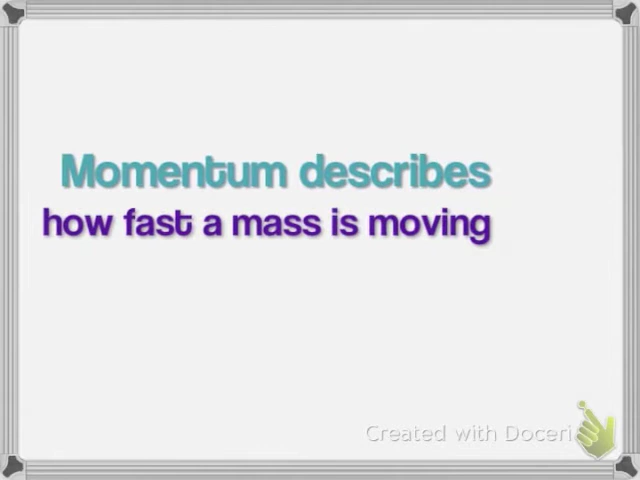 Momentum describes
how fast a mass is moving
Created with Doceri